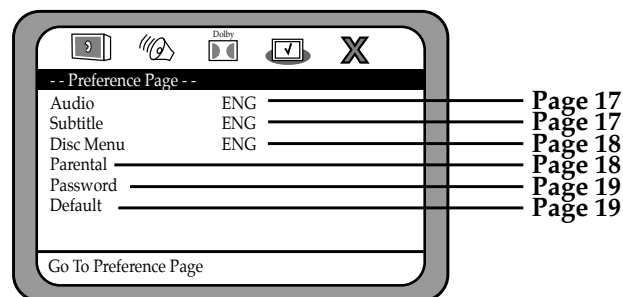 Dolby
- - Preference Page - -
Audio ENG Page 17
Subtitle ENG Page 17
Disc Menu ENG Page 18
Parental Page 18
Password Page 19
Default Page 19
Go To Preference Page